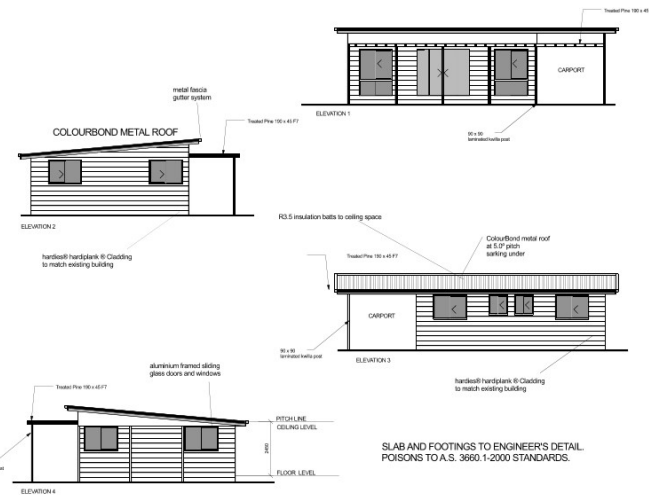 Treated Pine 190 x 45
CARPORT
ELEVATION 1
90 x 90
laminated kwila post
metal fascia
gutter system
COLOURBOND METAL ROOF
Treated Pine 190 x 45 F7
ELEVATION 2
hardies® hardiplank ® Cladding
to match existing building
R3.5 insulation batts to ceiling space
ColourBond metal roof
at 5.0° pitch
sarking under
Treated Pine 190 x 45 F7
CARPORT
90 x 90
laminated kwila post
ELEVATION 3
hardies® hardiplank ® Cladding
to match existing building
aluminium framed sliding
glass doors and windows
Treated Pine 190 x 45 F7
PITCH LINE
CEILING LEVEL
2400
FLOOR LEVEL
ELEVATION 4
SLAB AND FOOTINGS TO ENGINEER'S DETAIL.
POISONS TO A.S. 3660.1-2000 STANDARDS.